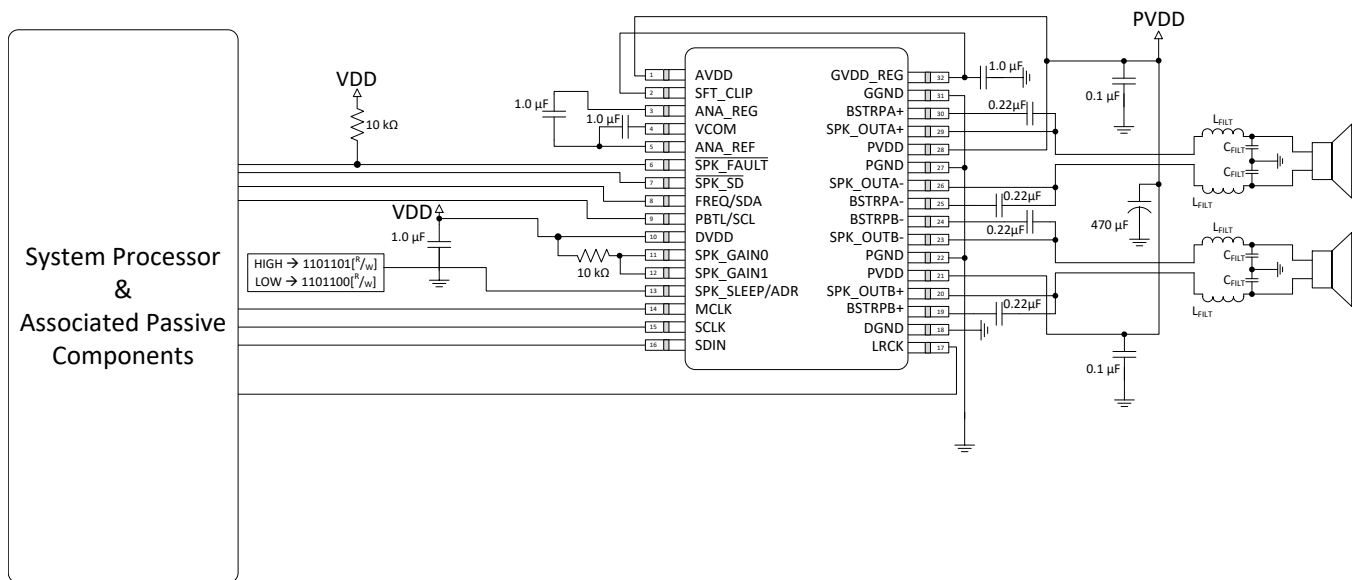 System Processor
&
Associated Passive
Components
VDD
10 kΩ
VDD
1.0 µF
HIGH → 1101101[R/W]
LOW → 1101100[R/W]
10 kΩ
1.0 µF
1.0 µF
1 AVDD
2 SFT_CLIP
3 ANA_REG
4 VCOM
5 ANA_REF
6 SPK_FAULT
7 SPK_SD
8 FREQ/SDA
9 PBTL/SCL
10 DVDD
11 SPK_GAIN0
12 SPK_GAIN1
13 SPK_SLEEP/ADR
14 MCLK
15 SCLK
16 SDIN
GVDD_REG 32
GGND 31
BSTRPA+ 30
SPK_OUTA+ 29
PVDD 28
PGND 27
SPK_OUTA- 26
BSTRPA- 25
BSTRPB- 24
SPK_OUTB- 23
PGND 22
PVDD 21
SPK_OUTB+ 20
BSTRPB+ 19
DGND 18
LRCK 17
1.0 µF
0.22µF
0.22µF
0.22µF
0.22µF
PVDD
0.1 µF
470 µF
0.1 µF
LFILT
CFILT
CFILT
LFILT
LFILT
CFILT
CFILT
LFILT